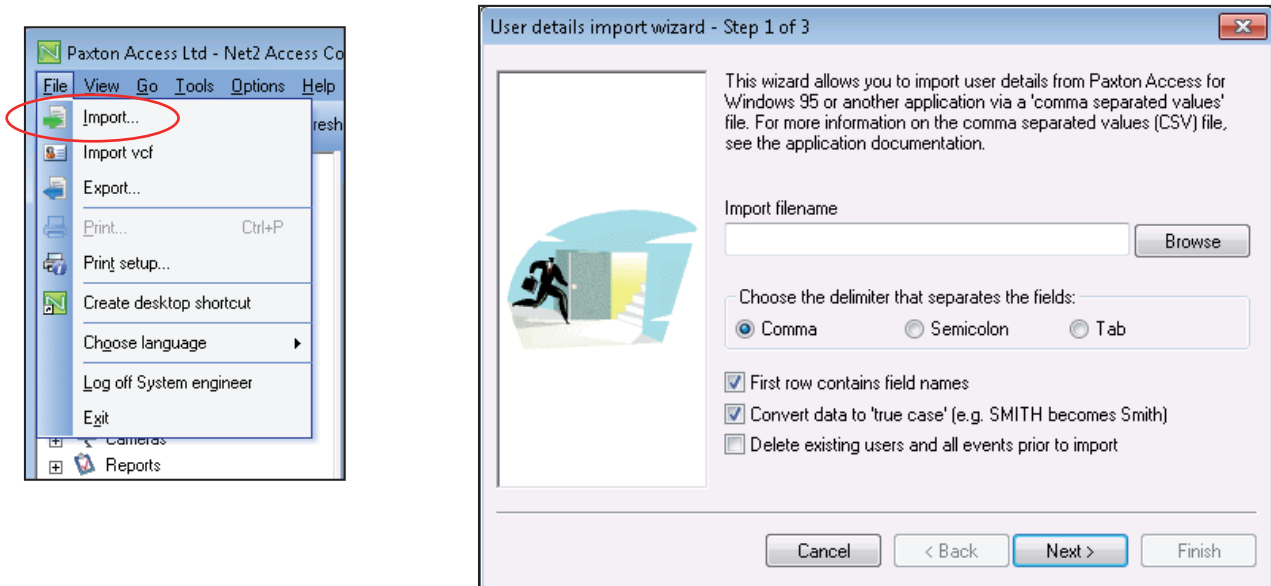 Paxton Access Ltd - Net2 Access Co
File View Go Tools Options Help
Import...
resh
Import vcf
Export...
Print... Ctrl+P
Print setup...
Create desktop shortcut
Choose language
Log off System engineer
Exit
Cameras
Reports
User details import wizard - Step 1 of 3
This wizard allows you to import user details from Paxton Access for
Windows 95 or another application via a 'comma separated values'
file. For more information on the comma separated values (CSV) file,
see the application documentation.
Import filename
Browse
Choose the delimiter that separates the fields:
Comma Semicolon Tab
First row contains field names
Convert data to 'true case' (e.g. SMITH becomes Smith)
Delete existing users and all events prior to import
Cancel < Back Next > Finish